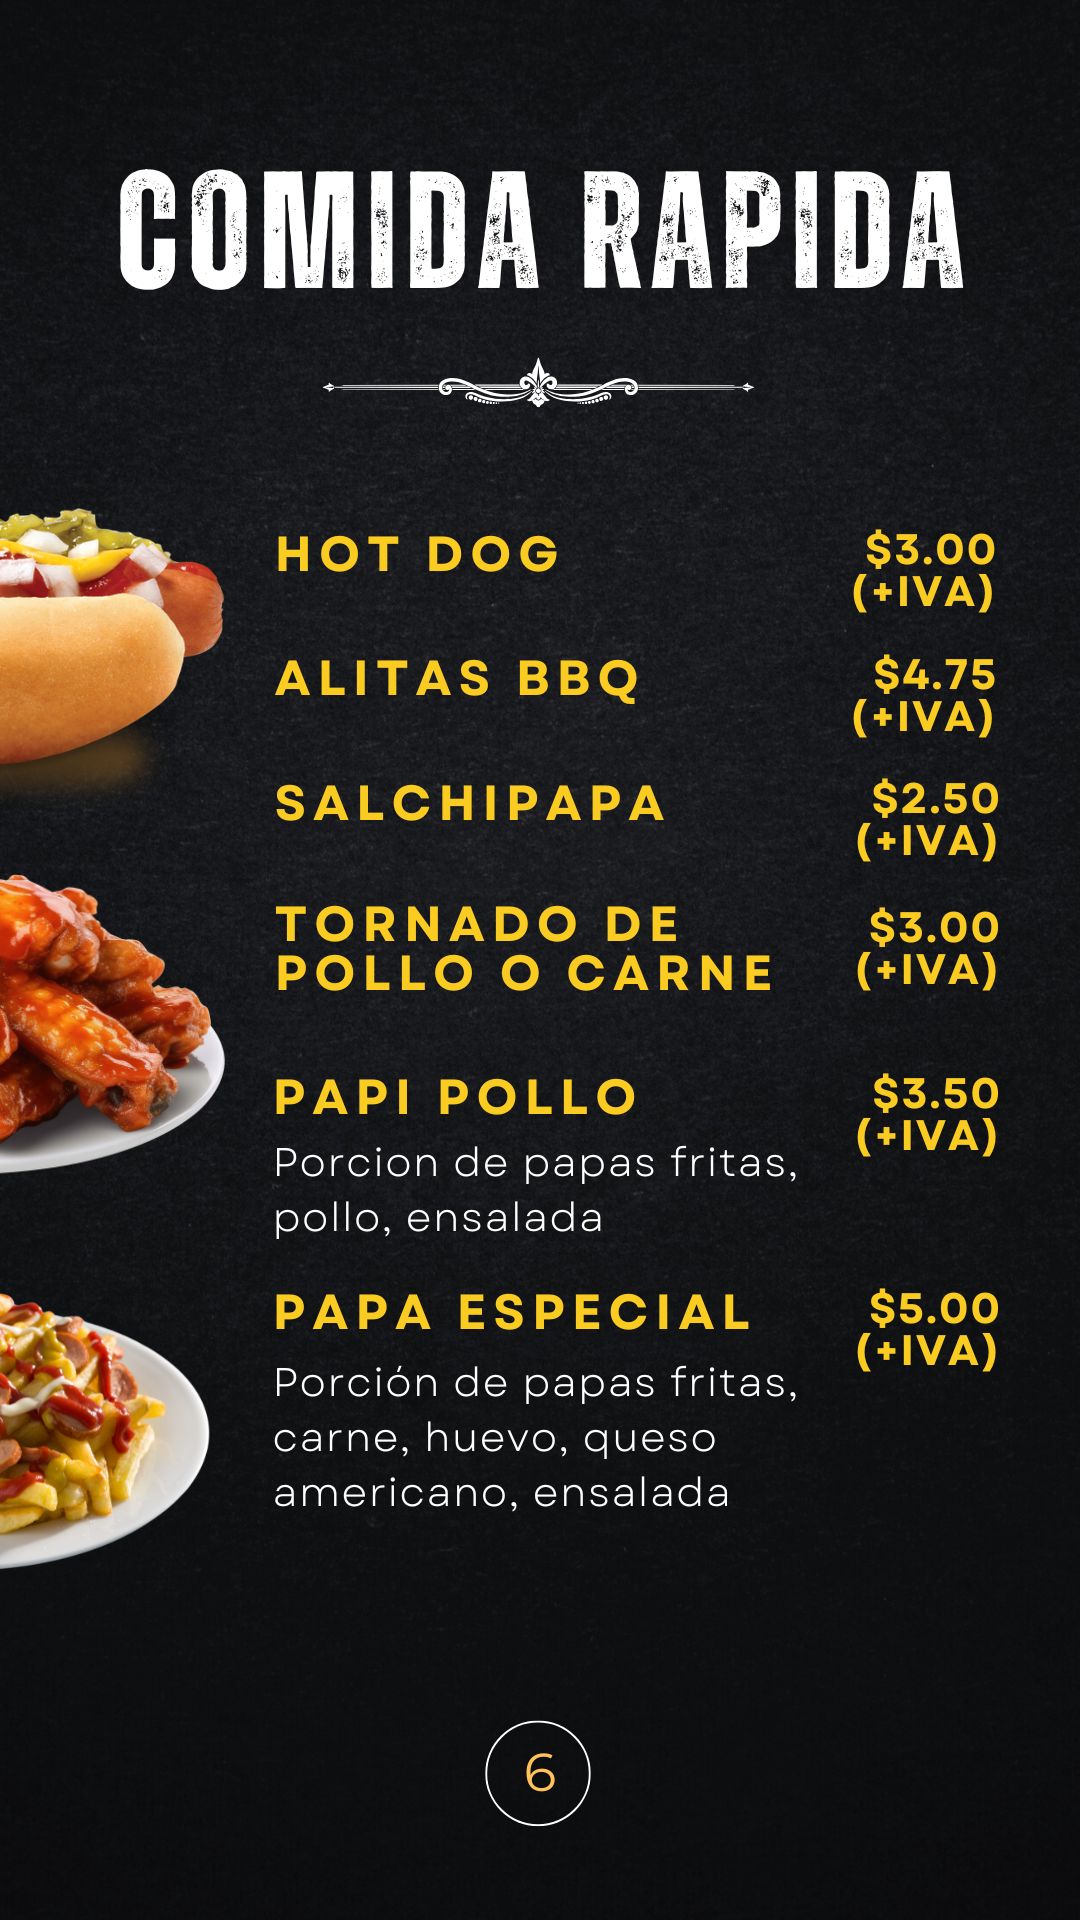 COMIDA RAPIDA
HOT DOG
$3.00
(+IVA)
ALITAS BBQ
$4.75
(+IVA)
SALCHIPAPA
$2.50
(+IVA)
TORNADO DE
POLLO O CARNE
$3.00
(+IVA)
PAPI POLLO
$3.50
(+IVA)
Porcion de papas fritas,
pollo, ensalada
PAPA ESPECIAL
$5.00
(+IVA)
Porción de papas fritas,
carne, huevo, queso
americano, ensalada
6